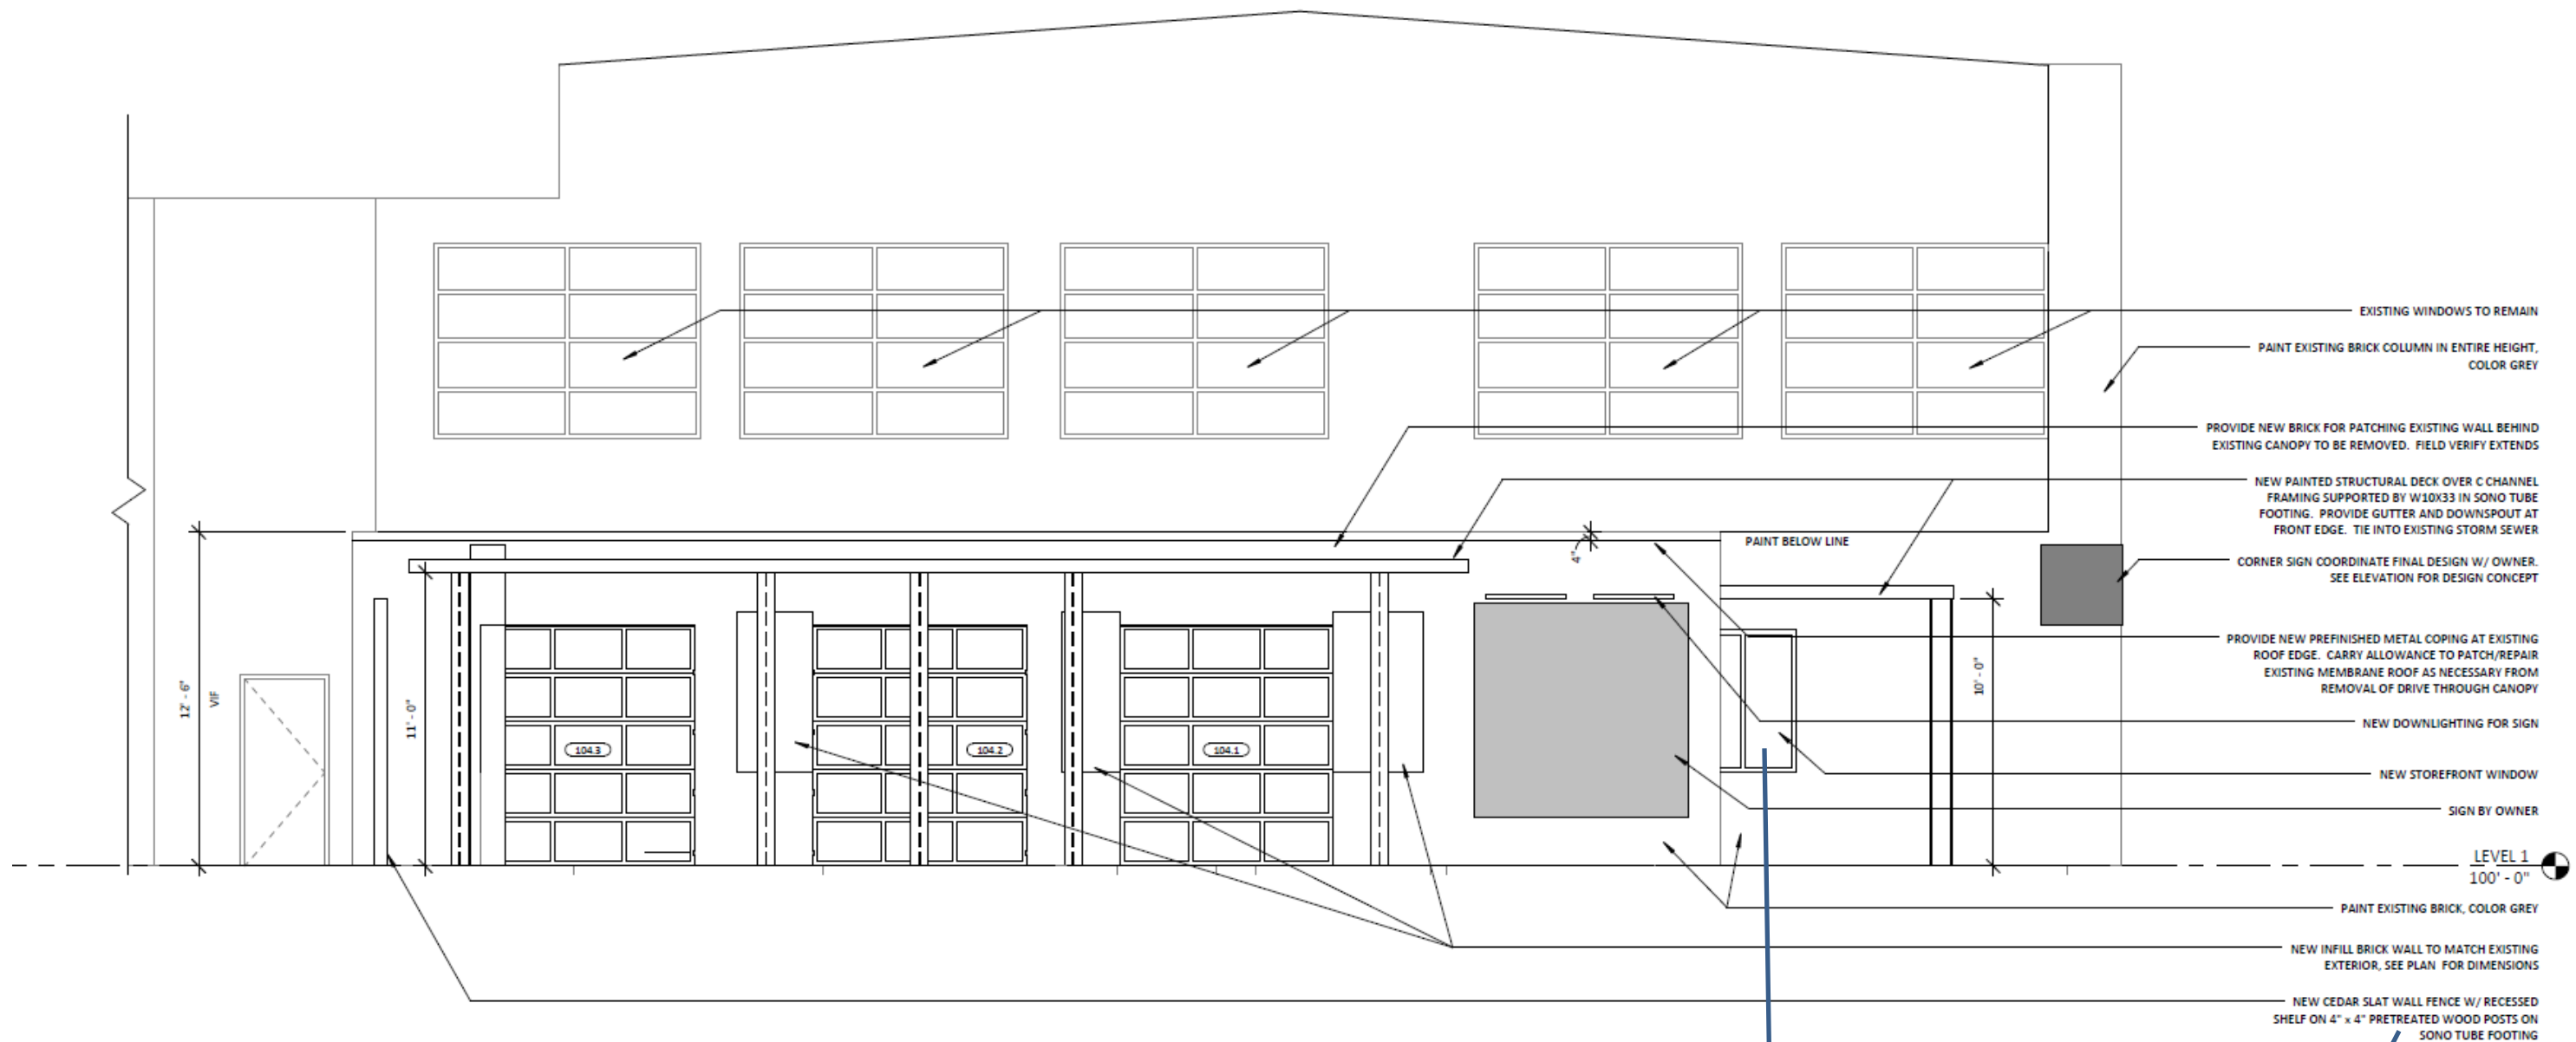 EXISTING WINDOWS TO REMAIN
PAINT EXISTING BRICK COLUMN IN ENTIRE HEIGHT,
COLOR GREY
PROVIDE NEW BRICK FOR PATCHING EXISTING WALL BEHIND
EXISTING CANOPY TO BE REMOVED. FIELD VERIFY EXTENDS
NEW PAINTED STRUCTURAL DECK OVER C CHANNEL
FRAMING SUPPORTED BY W10X33 IN SONO TUBE
FOOTING. PROVIDE GUTTER AND DOWNSPOUT AT
FRONT EDGE. TIE INTO EXISTING STORM SEWER
PAINT BELOW LINE
4"
CORNER SIGN COORDINATE FINAL DESIGN W/ OWNER.
SEE ELEVATION FOR DESIGN CONCEPT
PROVIDE NEW PREFINISHED METAL COPING AT EXISTING
ROOF EDGE. CARRY ALLOWANCE TO PATCH/REPAIR
EXISTING MEMBRANE ROOF AS NECESSARY FROM
REMOVAL OF DRIVE THROUGH CANOPY
12' - 6"
VIF
11' - 0"
10' - 0"
NEW DOWNLIGHTING FOR SIGN
104.3
104.2
104.1
NEW STOREFRONT WINDOW
SIGN BY OWNER
LEVEL 1
100' - 0"
PAINT EXISTING BRICK, COLOR GREY
NEW INFILL BRICK WALL TO MATCH EXISTING
EXTERIOR, SEE PLAN FOR DIMENSIONS
NEW CEDAR SLAT WALL FENCE W/ RECESSED
SHELF ON 4" x 4" PRETREATED WOOD POSTS ON
SONO TUBE FOOTING